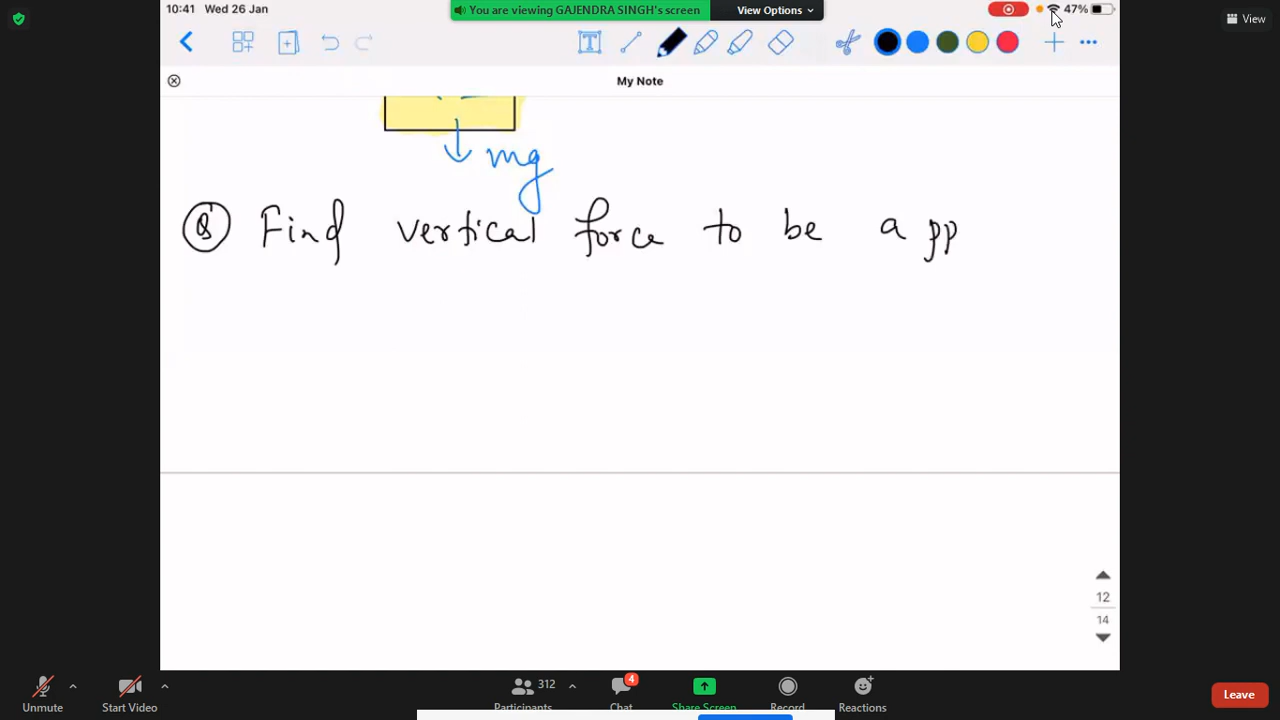 10:41 Wed 26 Jan
You are viewing GAJENDRA SINGH's screen
View Options
47%
View
My Note
mg
Q Find vertical force to be a pp
12
14
Unmute
Start Video
312
Participants
4
Chat
Share Screen
Record
Reactions
Leave